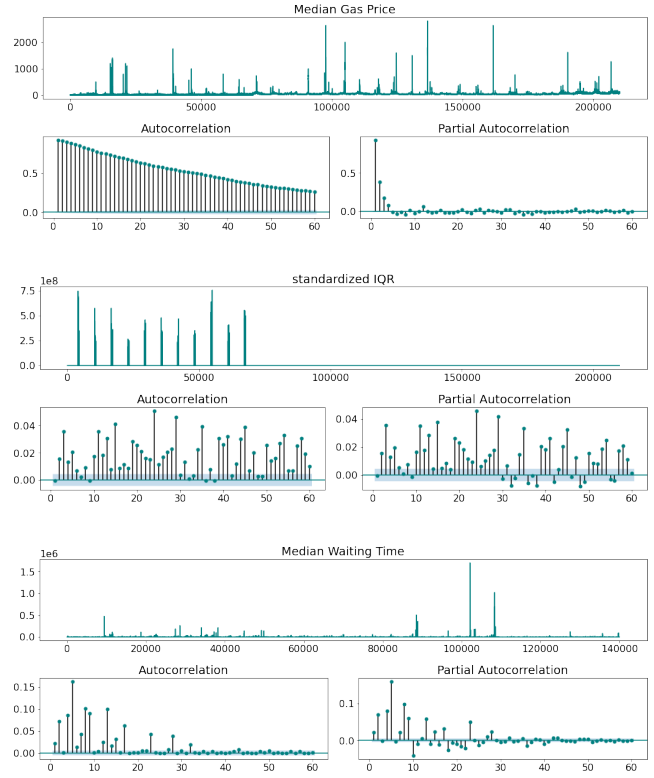 Median Gas Price
2000
1000
0
0 50000 100000 150000 200000
Autocorrelation Partial Autocorrelation
0.5 0.5
0.0 0.0
0 10 20 30 40 50 60 0 10 20 30 40 50 60
1e8 standardized IQR
7.5
5.0
2.5
0.0
0 50000 100000 150000 200000
Autocorrelation Partial Autocorrelation
0.04 0.04
0.02 0.02
0.00 0.00
0 10 20 30 40 50 60 0 10 20 30 40 50 60
1e6 Median Waiting Time
1.5
1.0
0.5
0.0
0 20000 40000 60000 80000 100000 120000 140000
Autocorrelation Partial Autocorrelation
0.15
0.10 0.1
0.05
0.00 0.0
0 10 20 30 40 50 60 0 10 20 30 40 50 60